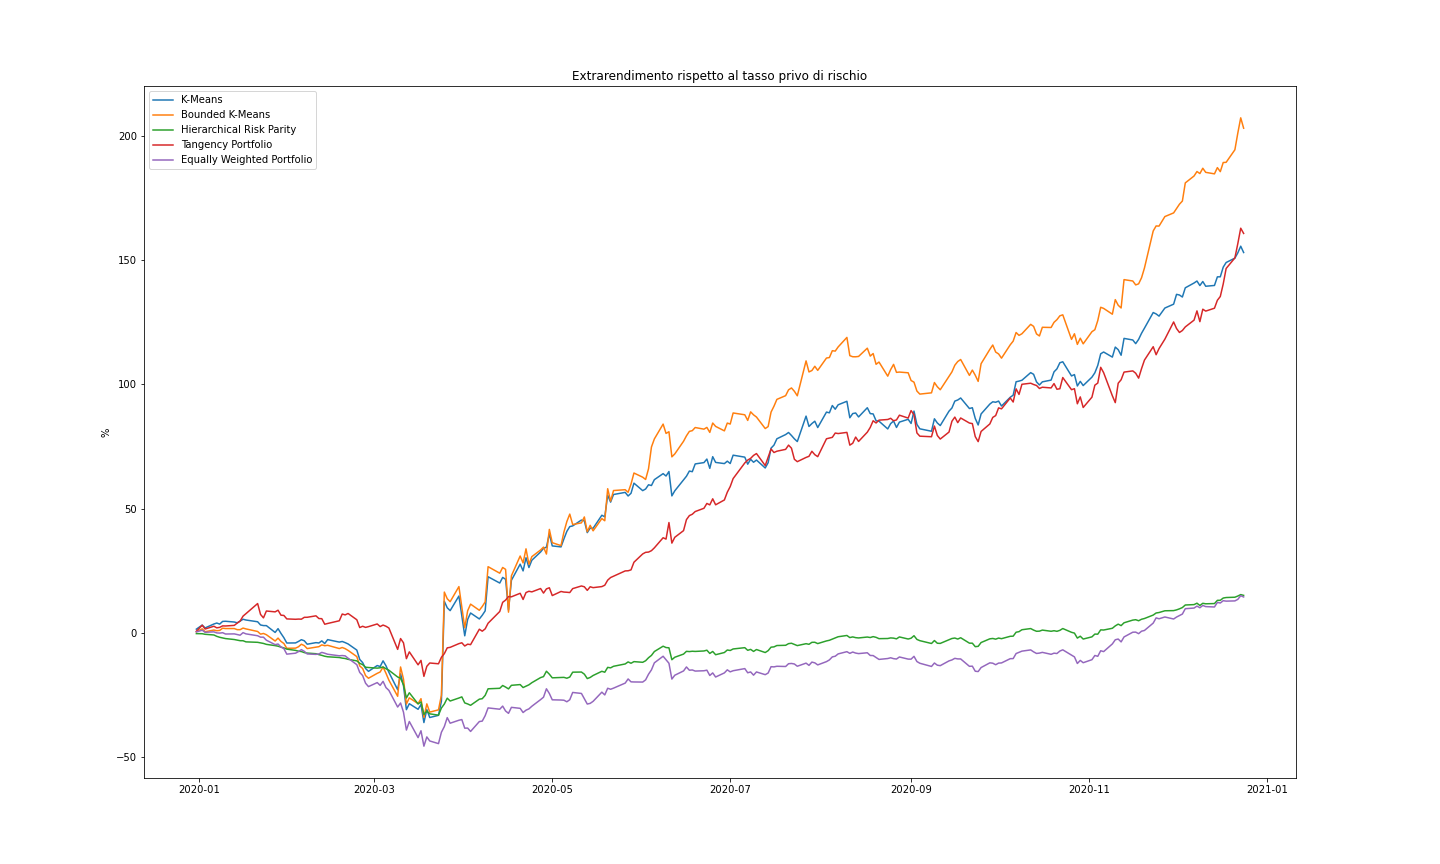 Extrarendimento rispetto al tasso privo di rischio
K-Means
Bounded K-Means
Hierarchical Risk Parity
Tangency Portfolio
Equally Weighted Portfolio
200
150
100
50
0
−50
%
2020-01
2020-03
2020-05
2020-07
2020-09
2020-11
2021-01